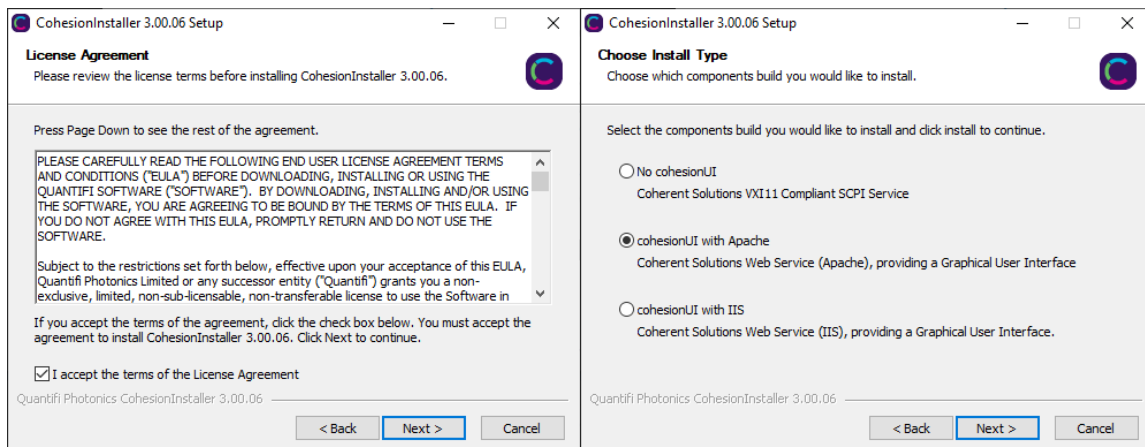 CohesionInstaller 3.00.06 Setup
License Agreement
Please review the license terms before installing CohesionInstaller 3.00.06.
Press Page Down to see the rest of the agreement.
PLEASE CAREFULLY READ THE FOLLOWING END USER LICENSE AGREEMENT TERMS
AND CONDITIONS ("EULA") BEFORE DOWNLOADING, INSTALLING OR USING THE
QUANTIFI SOFTWARE ("SOFTWARE").  BY DOWNLOADING, INSTALLING AND/OR USING
THE SOFTWARE, YOU ARE AGREEING TO BE BOUND BY THE TERMS OF THIS EULA.  IF
YOU DO NOT AGREE WITH THIS EULA, PROMPTLY RETURN AND DO NOT USE THE
SOFTWARE.
Subject to the restrictions set forth below, effective upon your acceptance of this EULA,
Quantifi Photonics Limited or any successor entity ("Quantifi") grants you a non-
exclusive, limited, non-sub-licensable, non-transferable license to use the Software in
If you accept the terms of the agreement, click the check box below. You must accept the
agreement to install CohesionInstaller 3.00.06. Click Next to continue.
I accept the terms of the License Agreement
Quantifi Photonics CohesionInstaller 3.00.06
< Back
Next >
Cancel
CohesionInstaller 3.00.06 Setup
Choose Install Type
Choose which components build you would like to install.
Select the components build you would like to install and click install to continue.
No cohesionUI
Coherent Solutions VXI11 Compliant SCPI Service
cohesionUI with Apache
Coherent Solutions Web Service (Apache), providing a Graphical User Interface
cohesionUI with IIS
Coherent Solutions Web Service (IIS), providing a Graphical User Interface.
Quantifi Photonics CohesionInstaller 3.00.06
< Back
Next >
Cancel